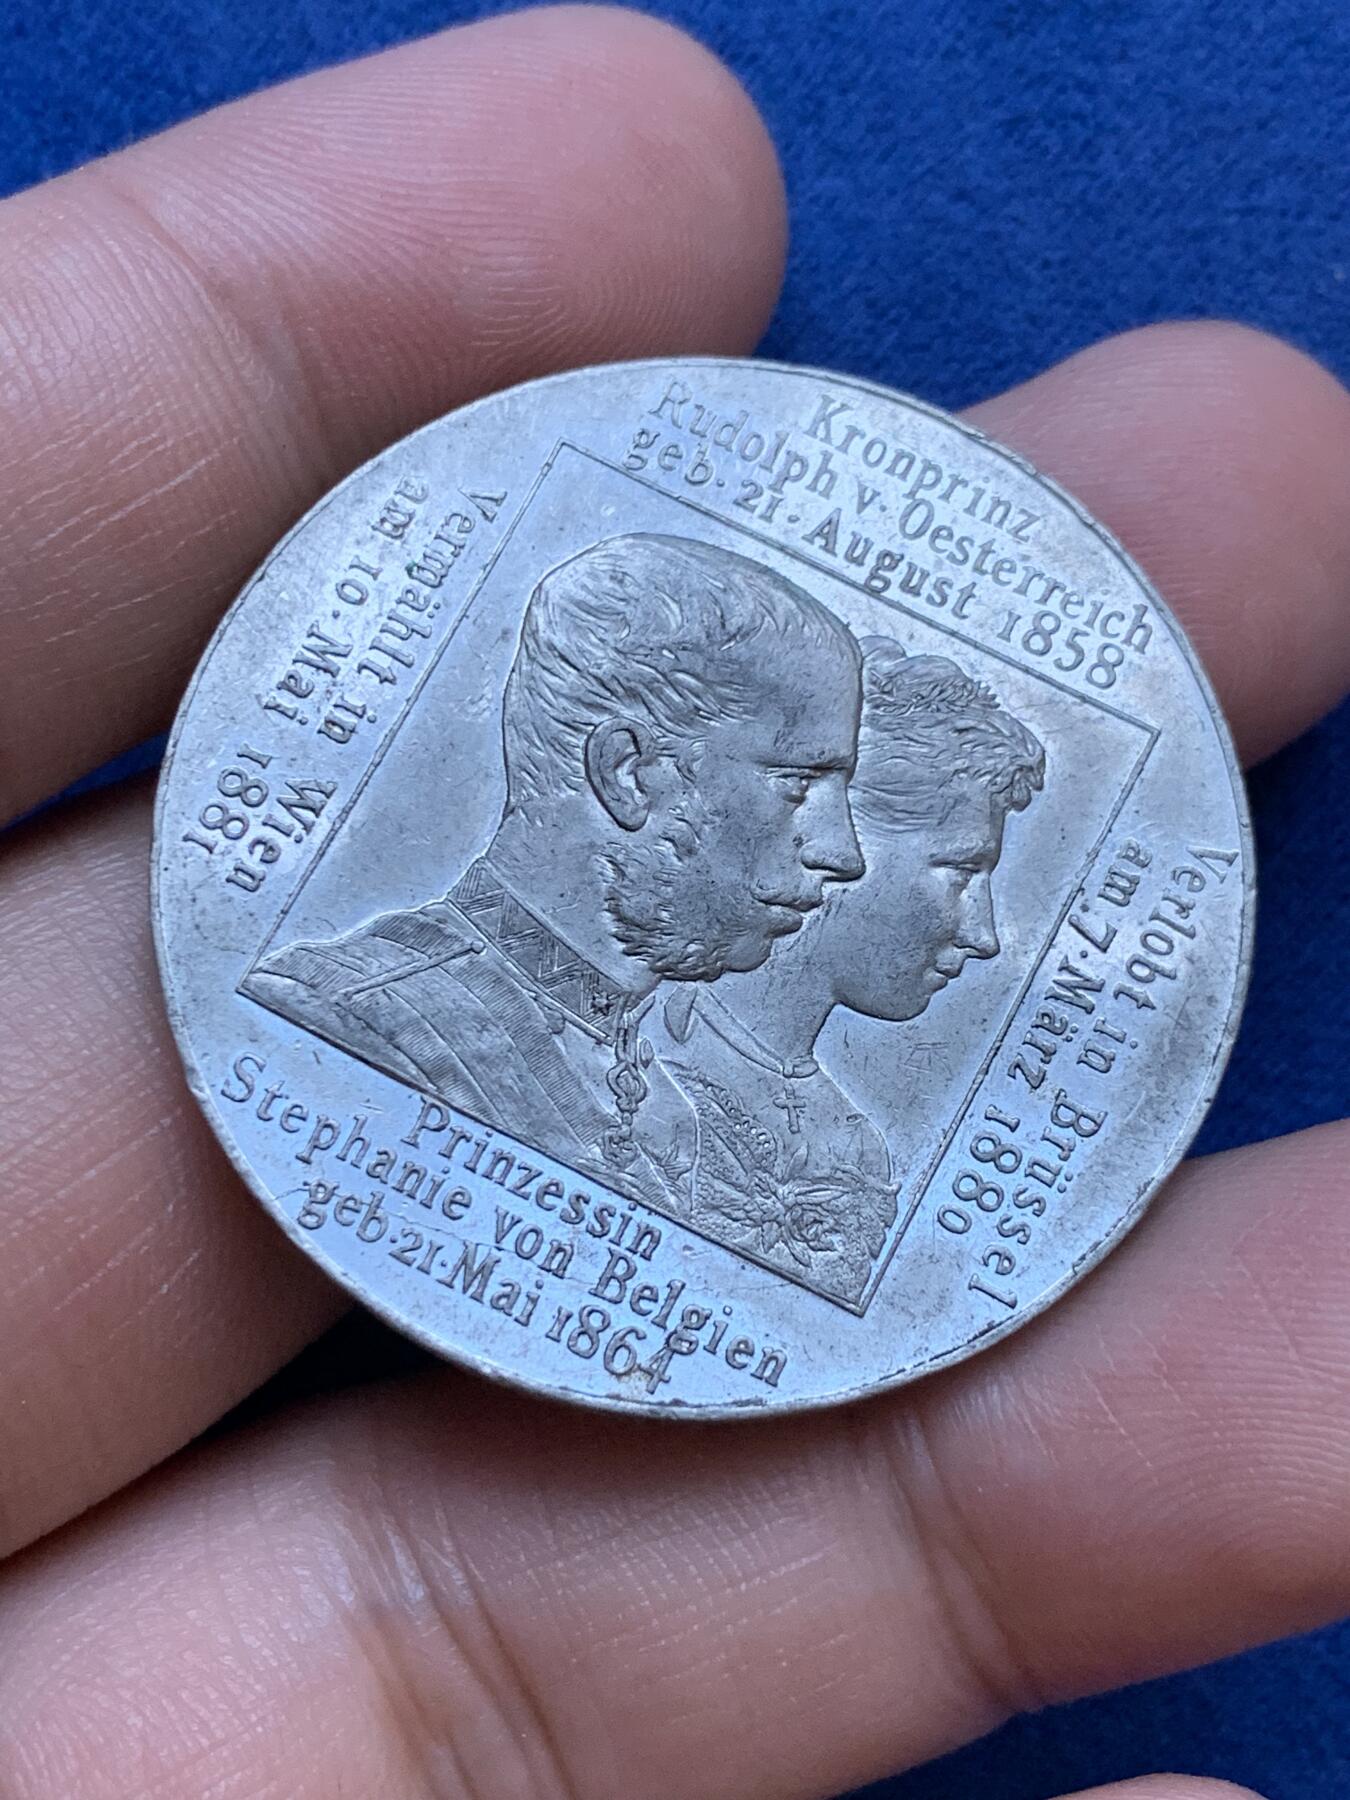 Kronprinz
Rudolph v. Oesterreich
geb. 21. August 1858
Verlobt in Brüssel
am 7. März 1880
Prinzessin
Stephanie von Belgien
geb. 21. Mai 1864
Vermählt in Wien
am 10. Mai 1881